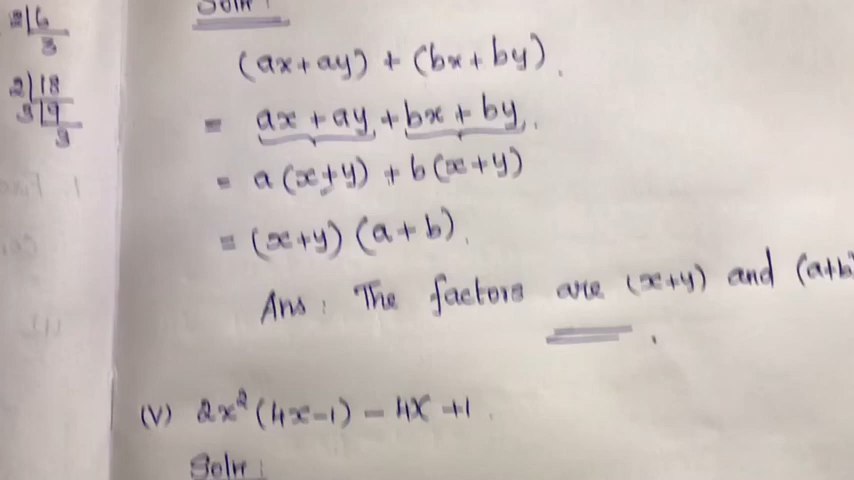 Soln:
2|6
3
2|18
3|9
3
(ax+ay) + (bx+by).
= ax + ay + bx + by.
= a(x+y) + b(x+y)
= (x+y) (a+b).
Ans: The factors are (x+y) and (a+b)
(V) 2x²(4x-1) - 4x +1.
Soln: